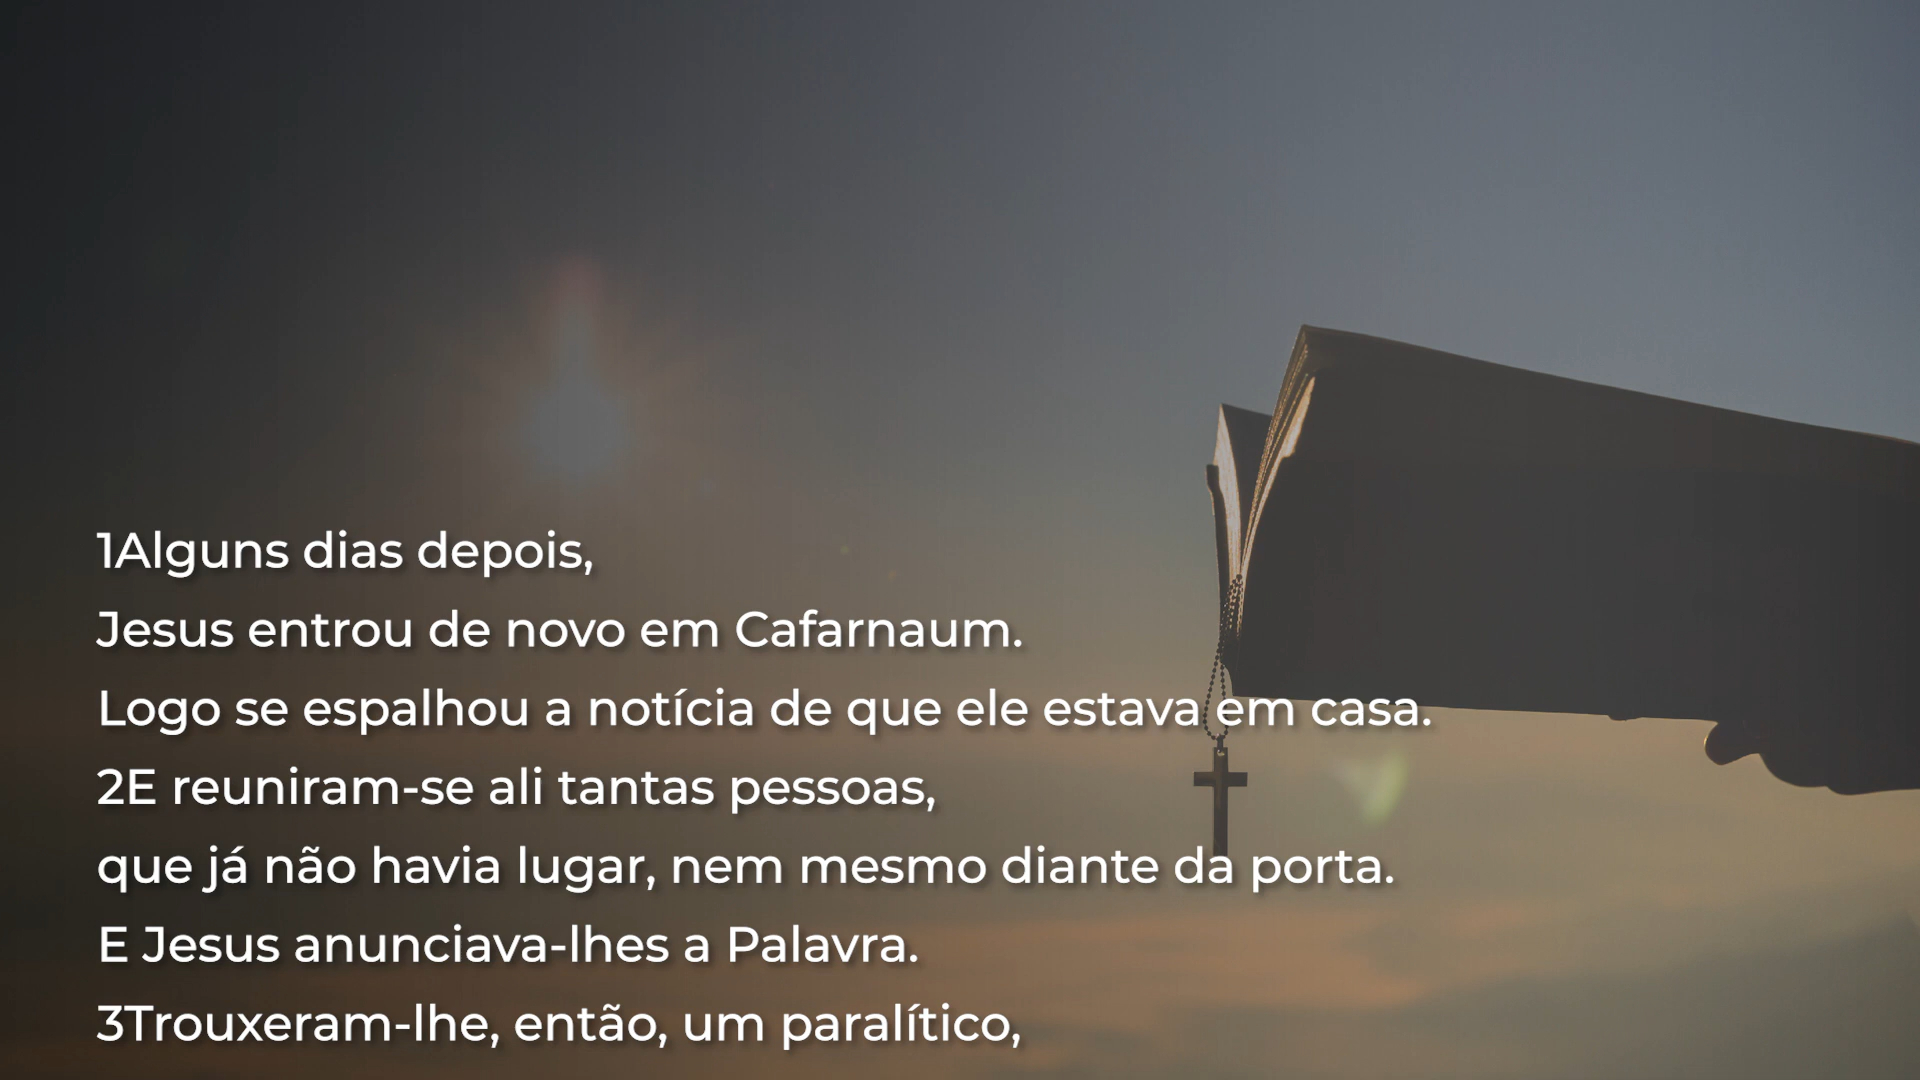 1Alguns dias depois,
Jesus entrou de novo em Cafarnaum.
Logo se espalhou a notícia de que ele estava em casa.
2E reuniram-se ali tantas pessoas,
que já não havia lugar, nem mesmo diante da porta.
E Jesus anunciava-lhes a Palavra.
3Trouxeram-lhe, então, um paralítico,